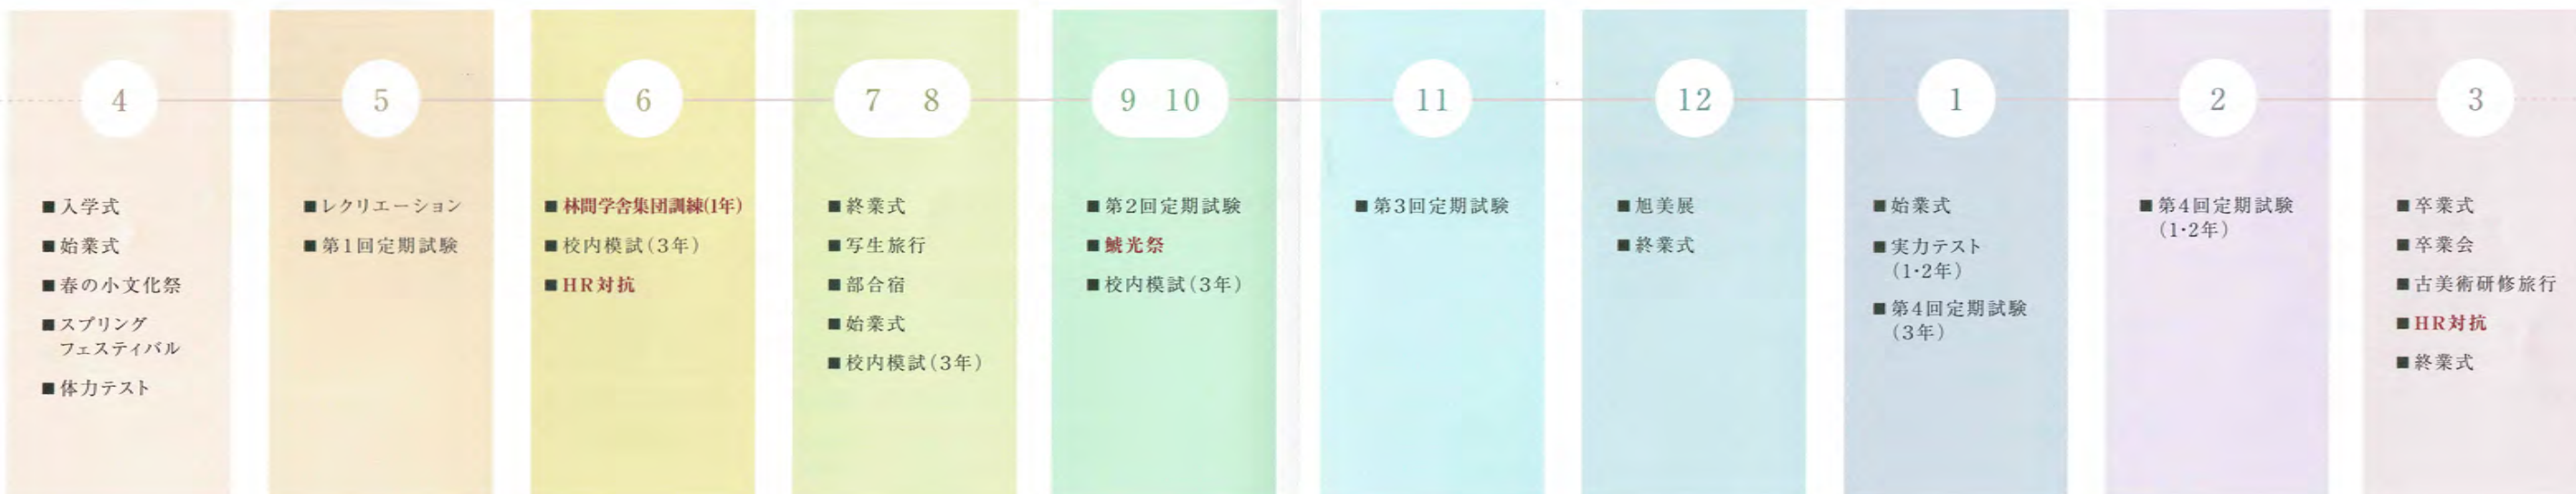 4
■入学式
■始業式
■春の小文化祭
■スプリング
フェスティバル
■体力テスト
5
■レクリエーション
■第1回定期試験
6
■林間学舎集団訓練(1年)
■校内模試(3年)
■HR対抗
7 8
■終業式
■写生旅行
■部合宿
■始業式
■校内模試(3年)
9 10
■第2回定期試験
■鯱光祭
■校内模試(3年)
11
■第3回定期試験
12
■旭美展
■終業式
1
■始業式
■実力テスト
(1・2年)
■第4回定期試験
(3年)
2
■第4回定期試験
(1・2年)
3
■卒業式
■卒業会
■古美術研修旅行
■HR対抗
■終業式